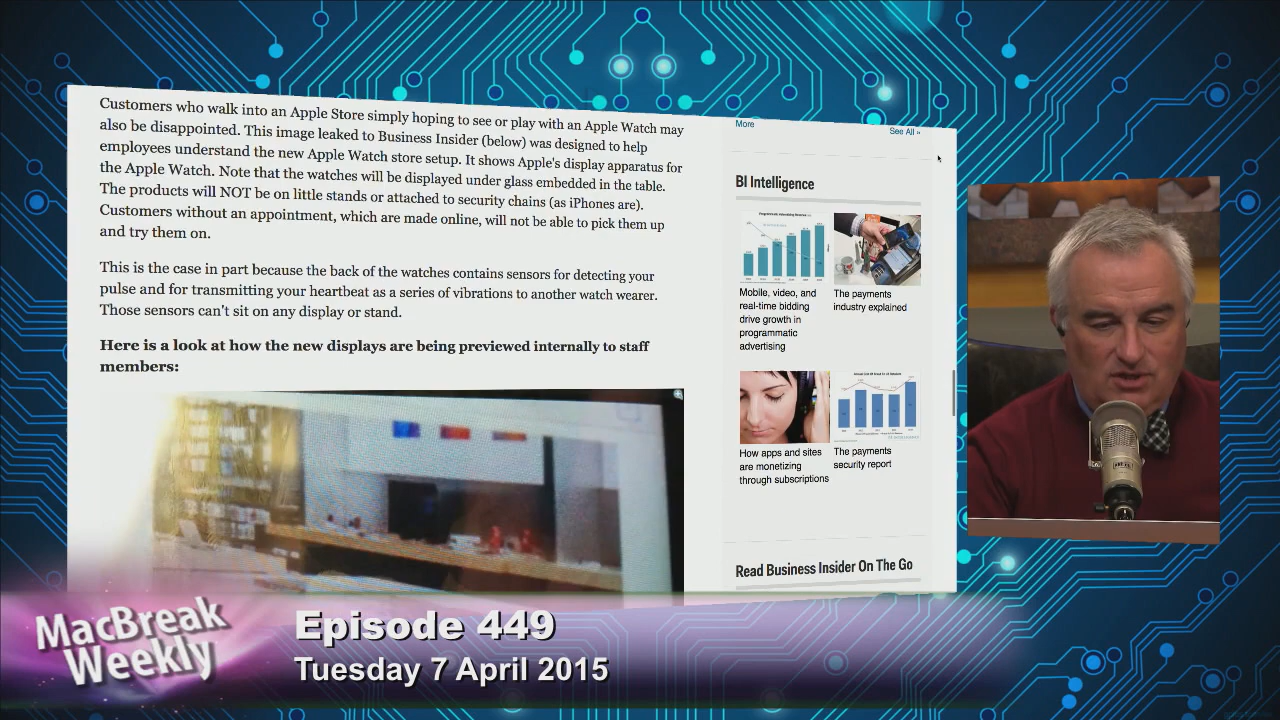 Customers who walk into an Apple Store simply hoping to see or play with an Apple Watch may
also be disappointed. This image leaked to Business Insider (below) was designed to help
employees understand the new Apple Watch store setup. It shows Apple's display apparatus for
the Apple Watch. Note that the watches will be displayed under glass embedded in the table.
The products will NOT be on little stands or attached to security chains (as iPhones are).
Customers without an appointment, which are made online, will not be able to pick them up
and try them on.
This is the case in part because the back of the watches contains sensors for detecting your
pulse and for transmitting your heartbeat as a series of vibrations to another watch wearer.
Those sensors can't sit on any display or stand.
Here is a look at how the new displays are being previewed internally to staff
members:
More
See All »
BI Intelligence
Mobile, video, and
real-time bidding
drive growth in
programmatic
advertising
The payments
industry explained
How apps and sites
are monetizing
through subscriptions
The payments
security report
Read Business Insider On The Go
MacBreak
Weekly
Episode 449
Tuesday 7 April 2015